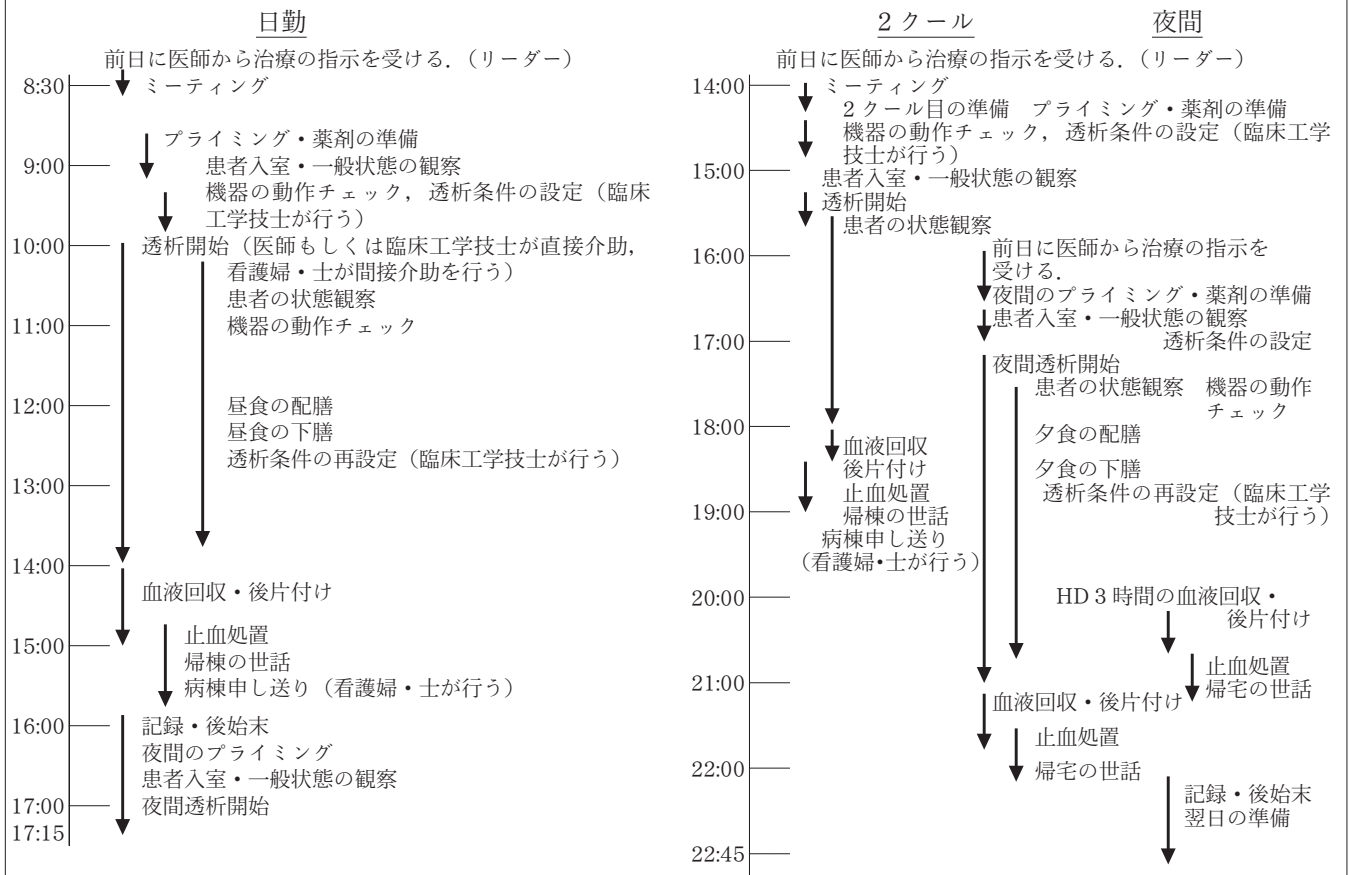 日勤
前日に医師から治療の指示を受ける．（リーダー）
8:30
ミーティング
プライミング・薬剤の準備
9:00
患者入室・一般状態の観察
機器の動作チェック，透析条件の設定（臨床
工学技士が行う）
10:00
透析開始（医師もしくは臨床工学技士が直接介助，
看護婦・士が間接介助を行う）
患者の状態観察
11:00
機器の動作チェック
12:00
昼食の配膳
昼食の下膳
透析条件の再設定（臨床工学技士が行う）
13:00
14:00
血液回収・後片付け
15:00
止血処置
帰棟の世話
病棟申し送り（看護婦・士が行う）
16:00
記録・後始末
夜間のプライミング
患者入室・一般状態の観察
17:00
夜間透析開始
17:15
2クール
夜間
前日に医師から治療の指示を受ける．（リーダー）
14:00
ミーティング
2クール目の準備　プライミング・薬剤の準備
機器の動作チェック，透析条件の設定（臨床工学
技士が行う）
15:00
患者入室・一般状態の観察
透析開始
患者の状態観察
16:00
前日に医師から治療の指示を
受ける．
夜間のプライミング・薬剤の準備
患者入室・一般状態の観察
17:00
透析条件の設定
夜間透析開始
患者の状態観察　機器の動作
チェック
18:00
夕食の配膳
血液回収
後片付け
夕食の下膳
止血処置
透析条件の再設定（臨床工学
技士が行う）
19:00
帰棟の世話
病棟申し送り
（看護婦・士が行う）
20:00
HD 3時間の血液回収・
後片付け
止血処置
帰宅の世話
21:00
血液回収・後片付け
止血処置
22:00
帰宅の世話
記録・後始末
翌日の準備
22:45